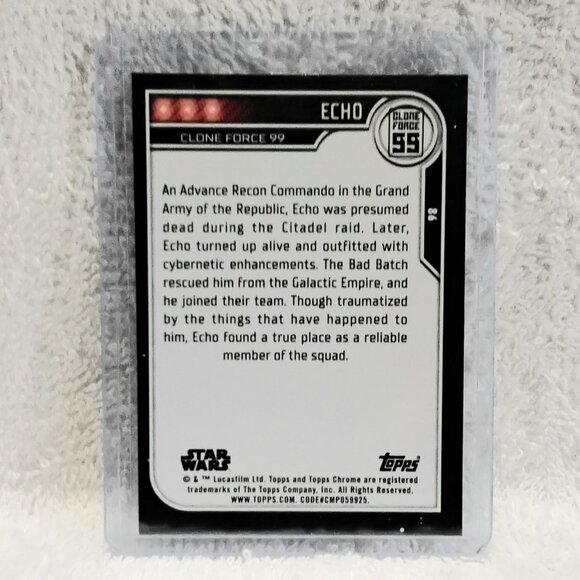 ECHO
CLONE FORCE 99
CLONE
FORCE
99
98
An Advance Recon Commando in the Grand
Army of the Republic, Echo was presumed
dead during the Citadel raid. Later,
Echo turned up alive and outfitted with
cybernetic enhancements. The Bad Batch
rescued him from the Galactic Empire, and
he joined their team. Though traumatized
by the things that have happened to
him, Echo found a true place as a reliable
member of the squad.
STAR
WARS
Topps
© & ™ Lucasfilm Ltd. Topps and Topps Chrome are registered
trademarks of The Topps Company, Inc. All Rights Reserved.
WWW.TOPPS.COM. CODE#CMP059925.